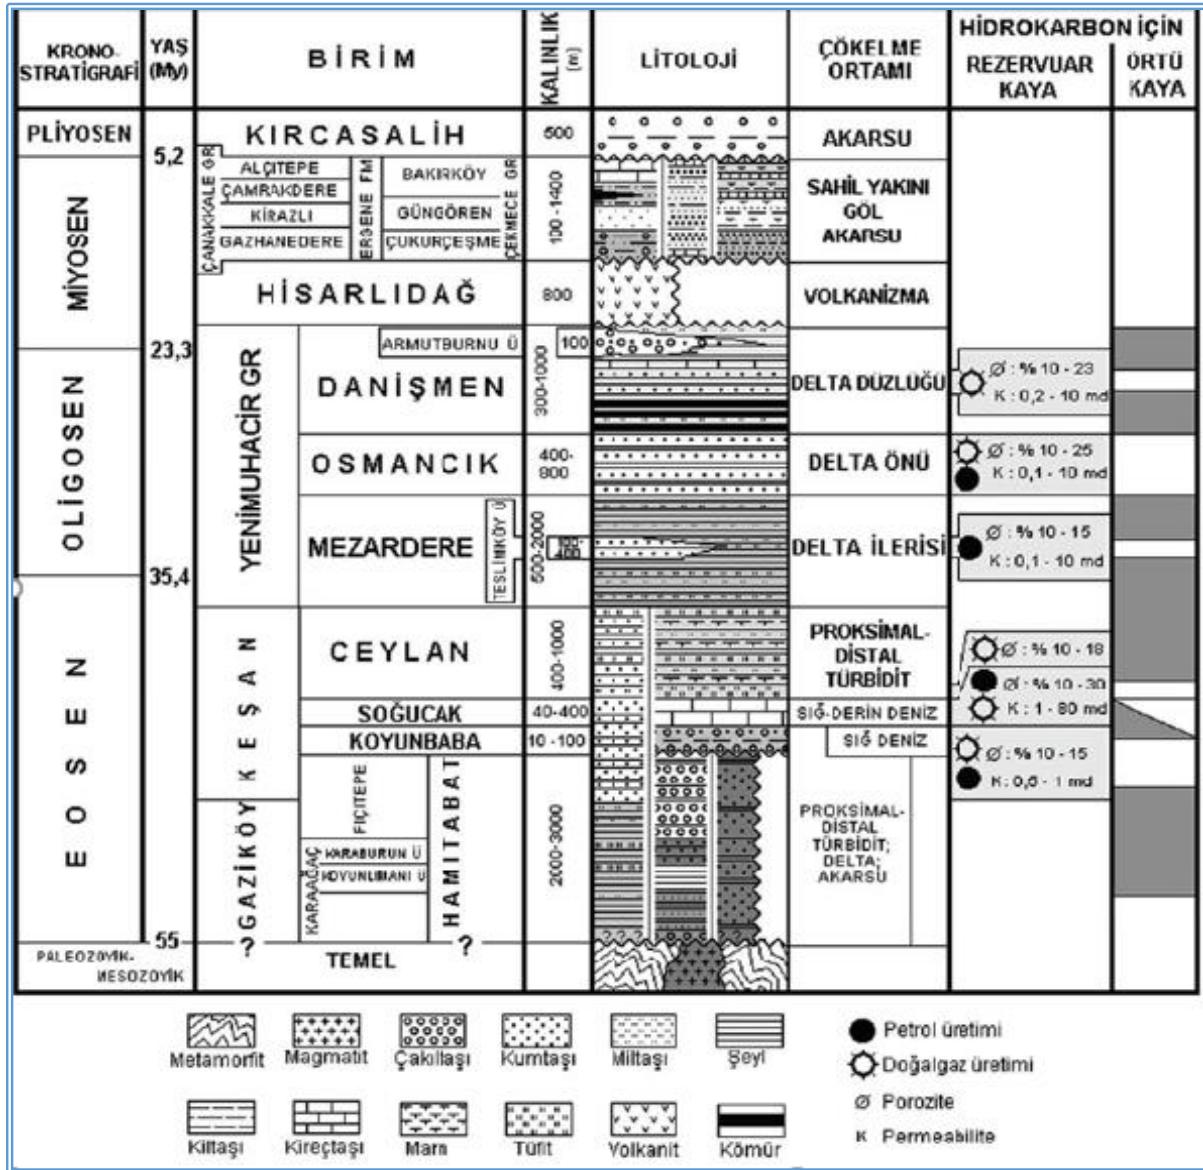 KRONO-
STRATİGRAFİ
YAŞ
(My)
BİRİM
KALINLIK
(m)
LİTOLOJİ
ÇÖKELME
ORTAMI
HİDROKARBON İÇİN
REZERVUAR
KAYA
ÖRTÜ
KAYA
PLİYOSEN
5,2
KIRCASALİH
500
AKARSU
MİYOSEN
ÇANAKKALE GR
ALÇITEPE
ÇAMRAKDERE
KİRAZLI
GAZHANEDERE
ERGENE FM
BAKIRKÖY
GÜNGÖREN
ÇUKURÇEŞME
ÇEKMECE GR
100-1400
SAHİL YAKINI
GÖL
AKARSU
HİSARLIDAĞ
800
VOLKANİZMA
23,3
OLİGOSEN
YENİMUHACİR GR
ARMUTBURNU Ü
100
DANİŞMEN
300-1000
DELTA DÜZLÜĞÜ
Ø : % 10 - 23
K : 0,2 - 10 md
OSMANCIK
400-
800
DELTA ÖNÜ
Ø : % 10 - 25
K : 0,1 - 10 md
MEZARDERE
TESLİMKÖY Ü
500-2000
DELTA İLERİSİ
Ø : % 10 - 15
K : 0,1 - 10 md
35,4
EOSEN
KEŞAN
CEYLAN
400-1000
PROKSİMAL-
DİSTAL
TÜRBİDİT
Ø : % 10 - 18
SOĞUCAK
40-400
SIĞ-DERİN DENİZ
Ø : % 10 - 30
K : 1 - 80 md
KOYUNBABA
10 -100
SIĞ DENİZ
Ø : % 10 - 15
K : 0,5 - 1 md
GAZİKÖY
FIÇITEPE
KARAAĞAÇ
KARABURUN Ü
KOYUNLIMANI Ü
HAMITABAT
2000-3000
PROKSİMAL-
DİSTAL
TÜRBİDİT;
DELTA;
AKARSU
55
?
?
PALEOZOYİK-
MESOZOYİK
TEMEL
Metamorfit
Magmatit
Çakıltaşı
Kumtaşı
Miltaşı
Şeyl
Kiltaşı
Kireçtaşı
Marn
Tüfit
Volkanit
Kömür
Petrol üretimi
Doğalgaz üretimi
Ø Porozite
K Permeabilite